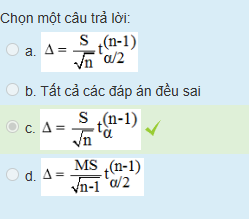 Chọn một câu trả lời:
a. Δ = S/√n t_{α/2}^{(n-1)}
b. Tất cả các đáp án đều sai
c. Δ = S/√n t_α^{(n-1)}
d. Δ = MS/√n-1 t_{α/2}^{(n-1)}